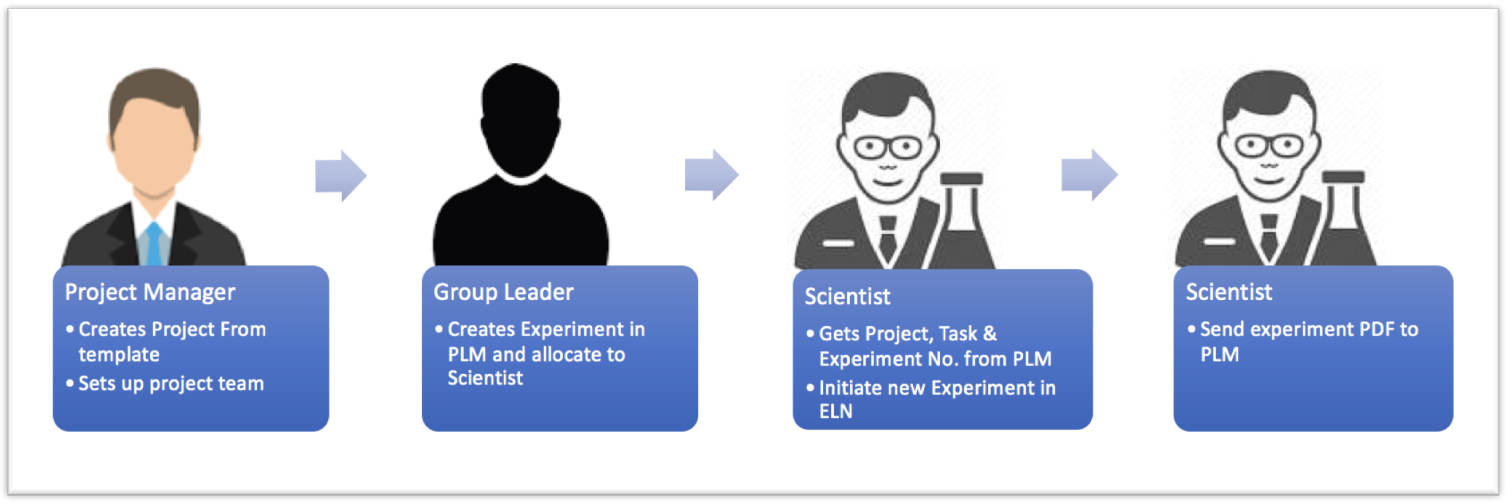 Project Manager
• Creates Project From
template
• Sets up project team
Group Leader
• Creates Experiment in
PLM and allocate to
Scientist
Scientist
• Gets Project, Task &
Experiment No. from PLM
• Initiate new Experiment in
ELN
Scientist
• Send experiment PDF to
PLM